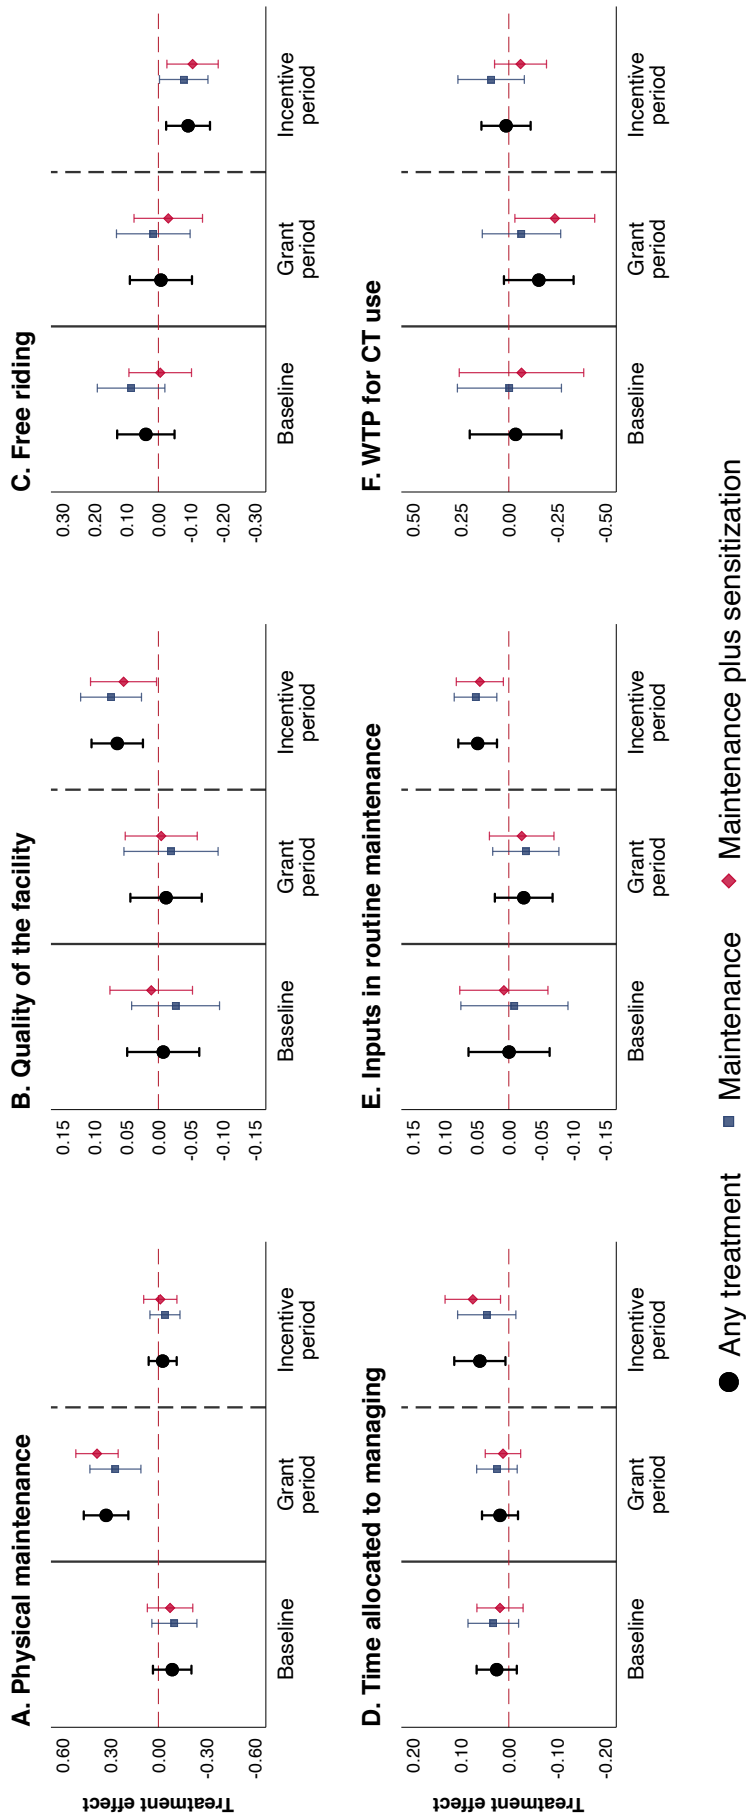 A. Physical maintenance
Treatment effect
0.60
0.30
0.00
-0.30
-0.60
Baseline
Grant
period
Incentive
period
B. Quality of the facility
0.15
0.10
0.05
0.00
-0.05
-0.10
-0.15
Baseline
Grant
period
Incentive
period
C. Free riding
0.30
0.20
0.10
0.00
-0.10
-0.20
-0.30
Baseline
Grant
period
Incentive
period
D. Time allocated to managing
Treatment effect
0.20
0.10
0.00
-0.10
-0.20
Baseline
Grant
period
Incentive
period
E. Inputs in routine maintenance
0.15
0.10
0.05
0.00
-0.05
-0.10
-0.15
Baseline
Grant
period
Incentive
period
F. WTP for CT use
0.50
0.25
0.00
-0.25
-0.50
Baseline
Grant
period
Incentive
period
Any treatment
Maintenance
Maintenance plus sensitization